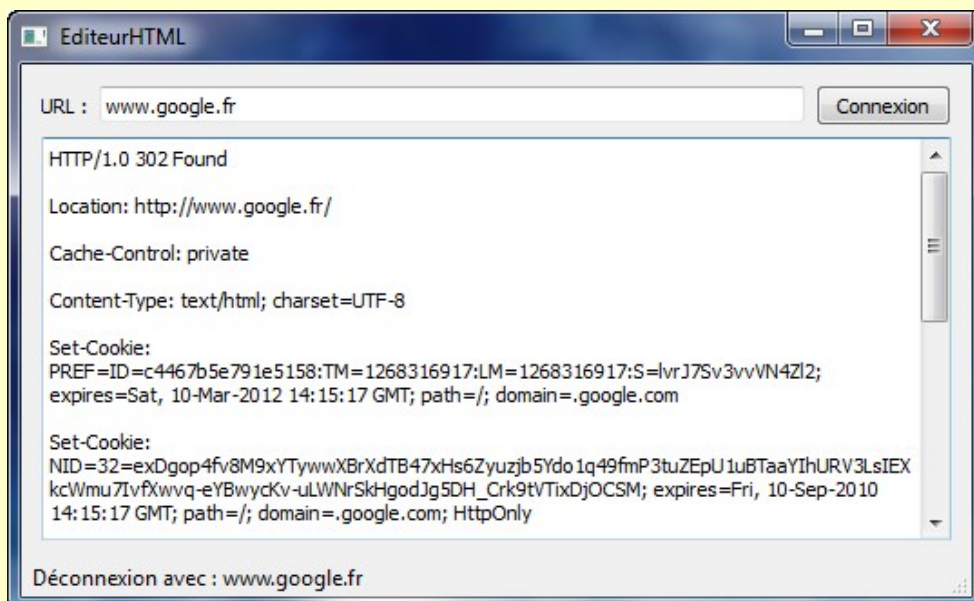 EditeurHTML
URL : www.google.fr Connexion
HTTP/1.0 302 Found
Location: http://www.google.fr/
Cache-Control: private
Content-Type: text/html; charset=UTF-8
Set-Cookie:
PREF=ID=c4467b5e791e5158:TM=1268316917:LM=1268316917:S=lvrJ7Sv3vvVN4Zl2;
expires=Sat, 10-Mar-2012 14:15:17 GMT; path=/; domain=.google.com
Set-Cookie:
NID=32=exDgop4fv8M9xYTywwXBrXdTB47xHs6Zyuzjb5Ydo1q49fmP3tuZEpU1uBTaaYIhURV3LsIEX
kcWmu7IvfXwvq-eYBwycKv-uLWNrSkHgodJg5DH_Crk9tVTixDjOCSM; expires=Fri, 10-Sep-2010
14:15:17 GMT; path=/; domain=.google.com; HttpOnly
Déconnexion avec : www.google.fr